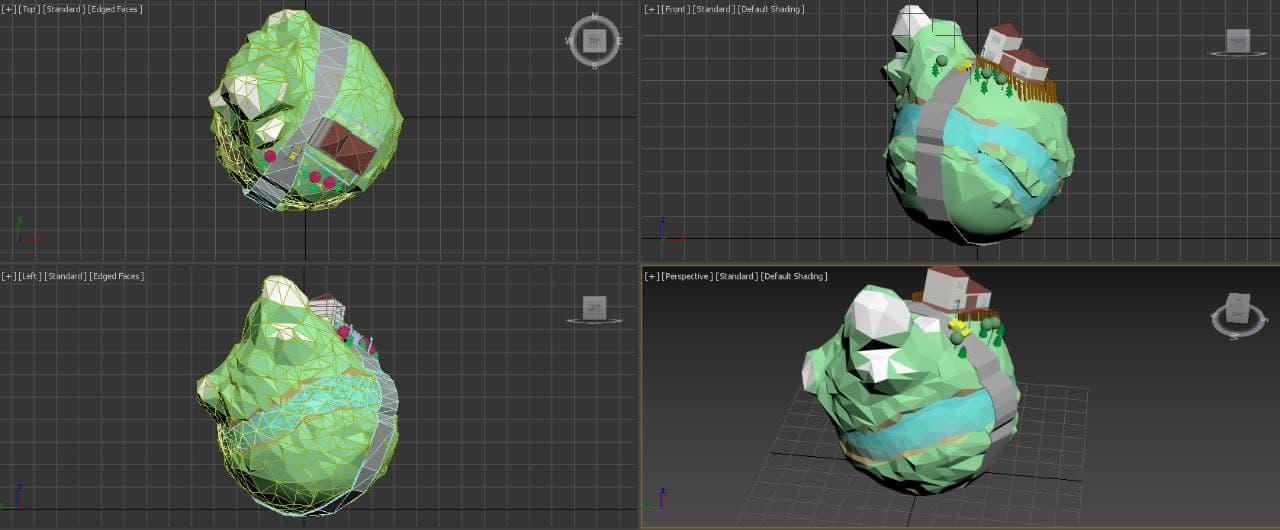 [+] [Top] [Standard] [Edged Faces]
N
W TOP E
S
[+] [Front] [Standard] [Default Shading]
FRONT
[+] [Left] [Standard] [Edged Faces]
LEFT
[+] [Perspective] [Standard] [Default Shading]